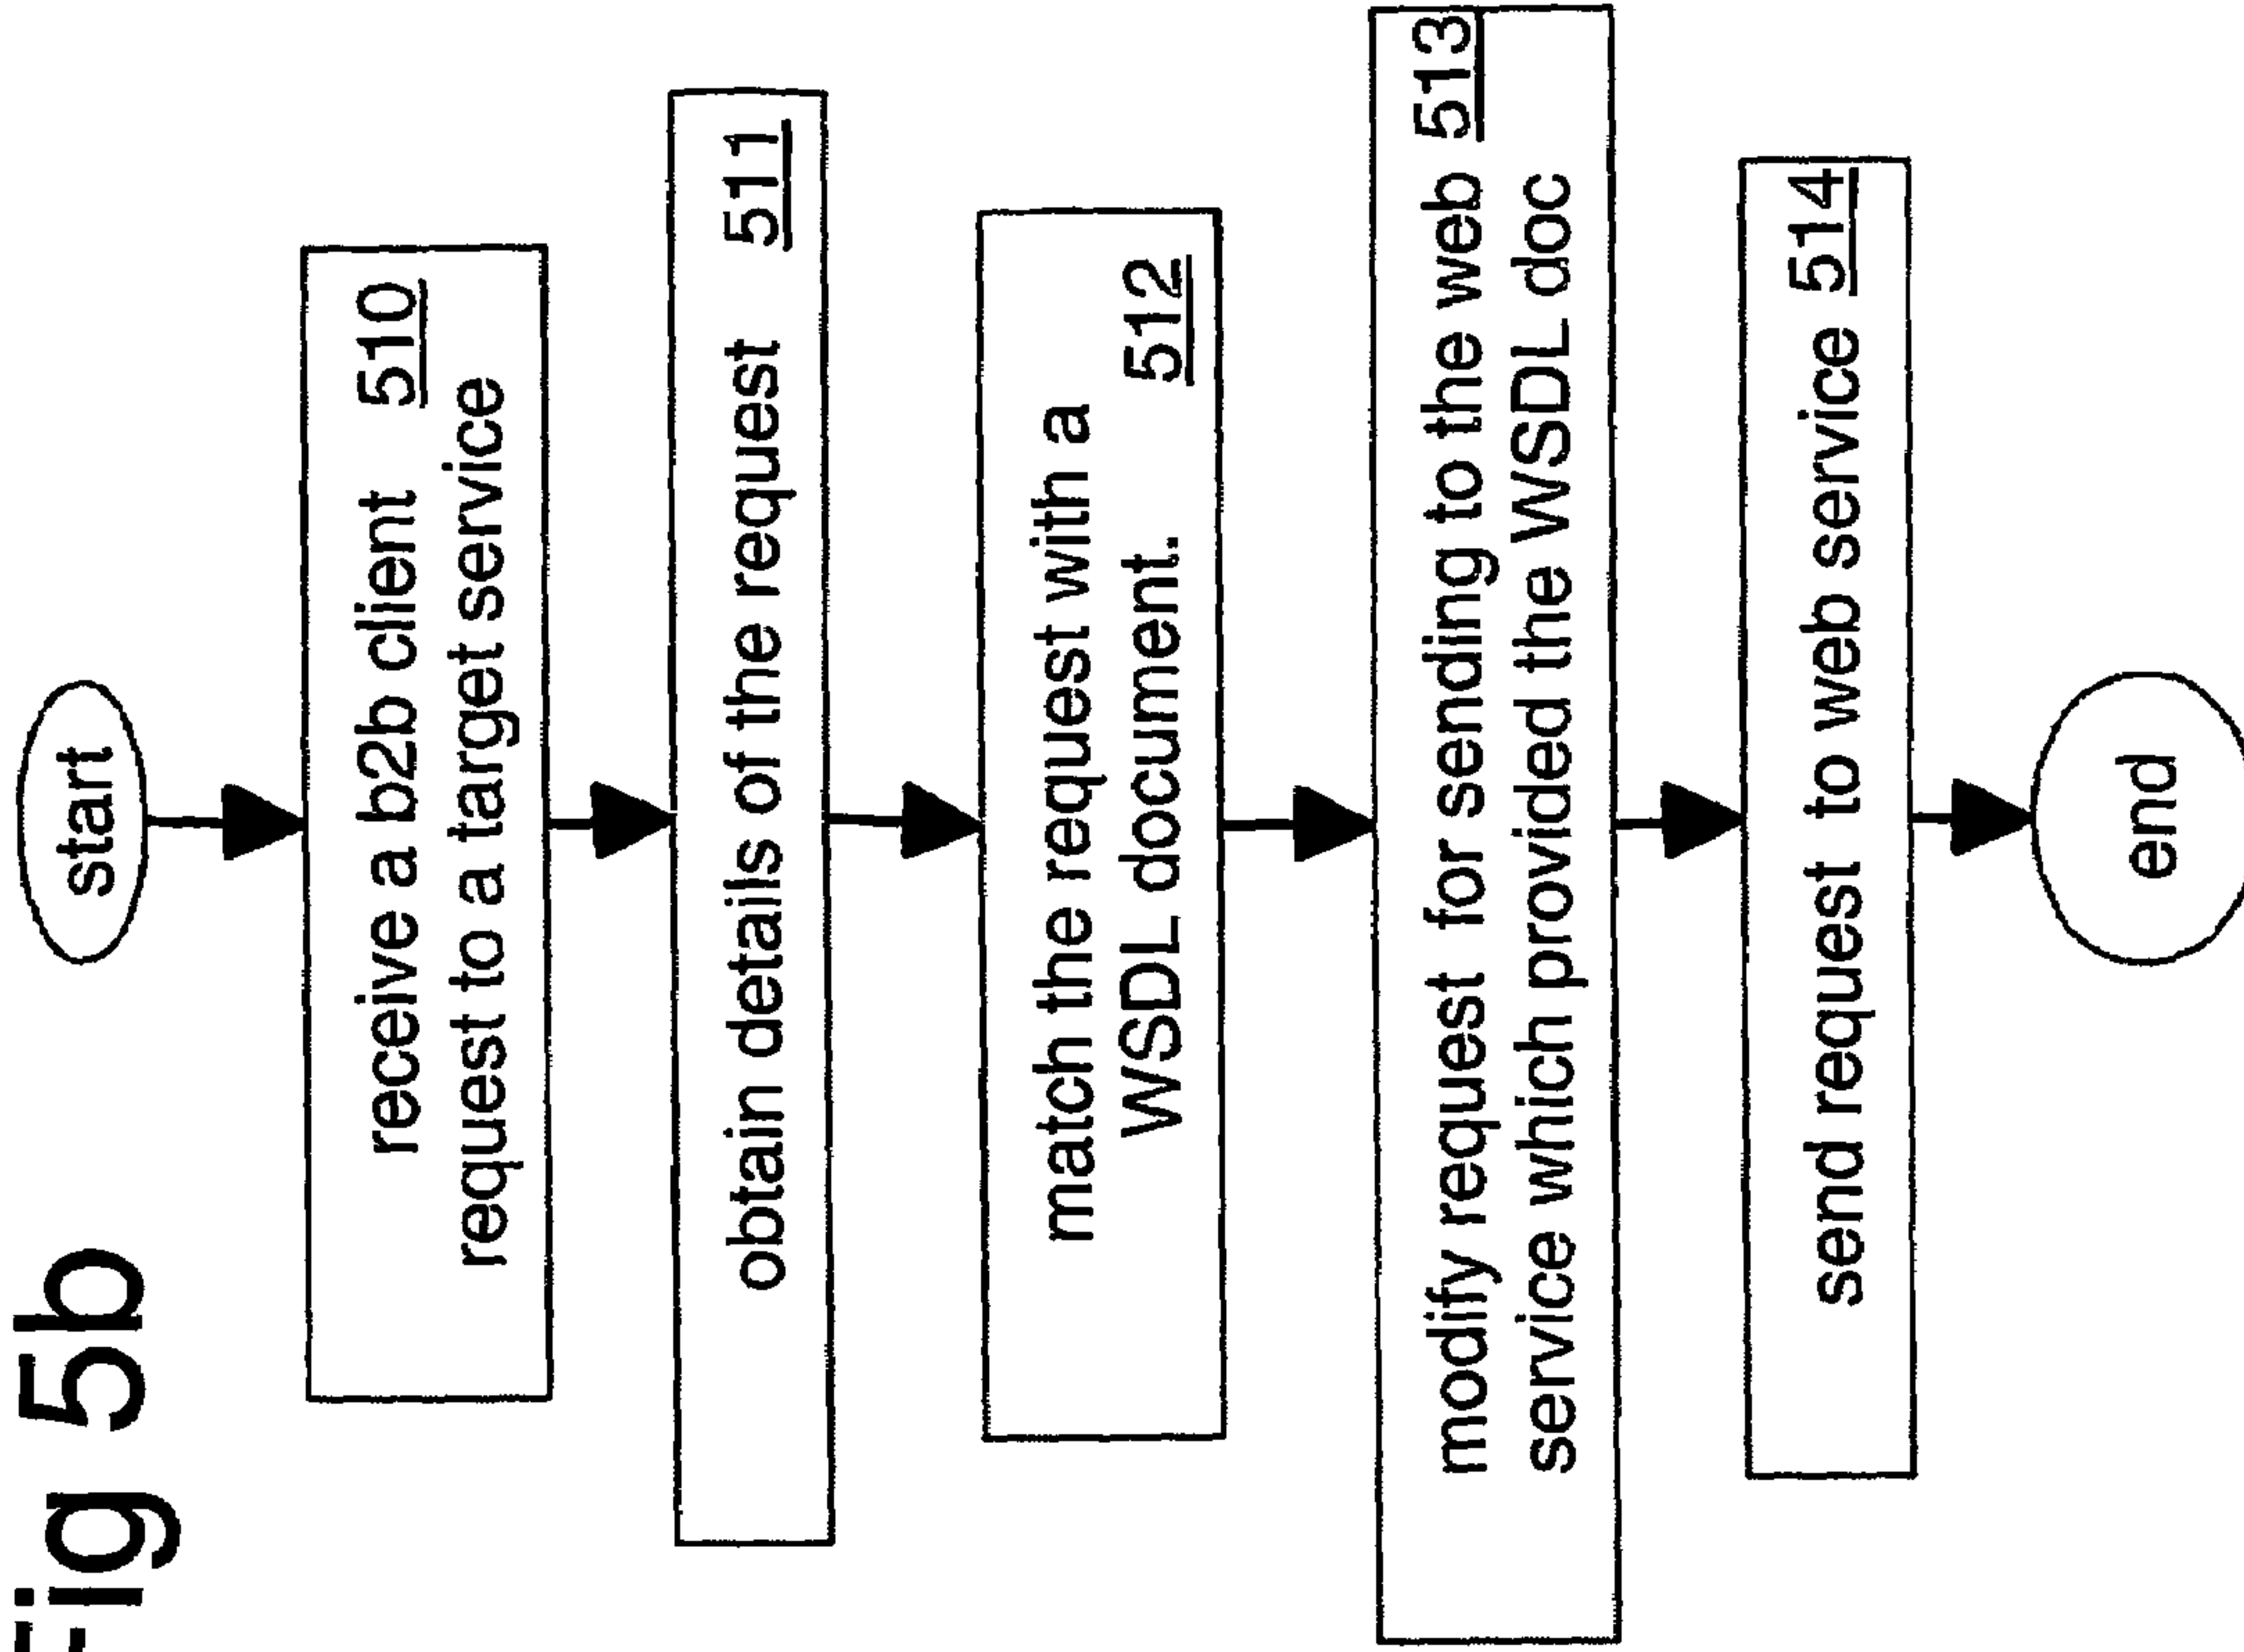 Fig 5b
start
receive a b2b client 510
request to a target service
obtain details of the request 511
match the request with a
WSDL document. 512
modify request for sending to the web 513
service which provided the WSDL doc
send request to web service 514
end